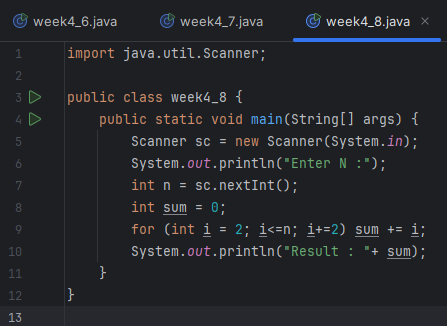 week4_6.java week4_7.java week4_8.java
1 import java.util.Scanner;
2
3 public class week4_8 {
4 public static void main(String[] args) {
5 Scanner sc = new Scanner(System.in);
6 System.out.println("Enter N :");
7 int n = sc.nextInt();
8 int sum = 0;
9 for (int i = 2; i<=n; i+=2) sum += i;
10 System.out.println("Result : "+ sum);
11 }
12 }
13